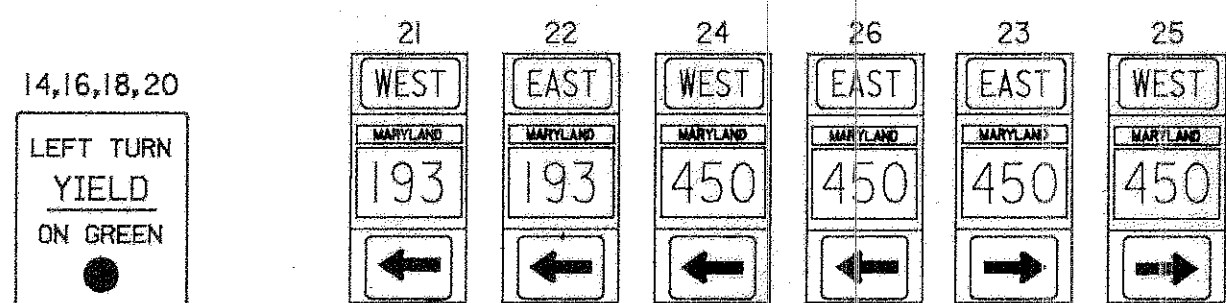 14,16,18,20
LEFT TURN
YIELD
ON GREEN
21
WEST
MARYLAND
193
22
EAST
MARYLAND
193
24
WEST
MARYLAND
450
26
EAST
MARYLAND
450
23
EAST
MARYLAND
450
25
WEST
MARYLAND
450